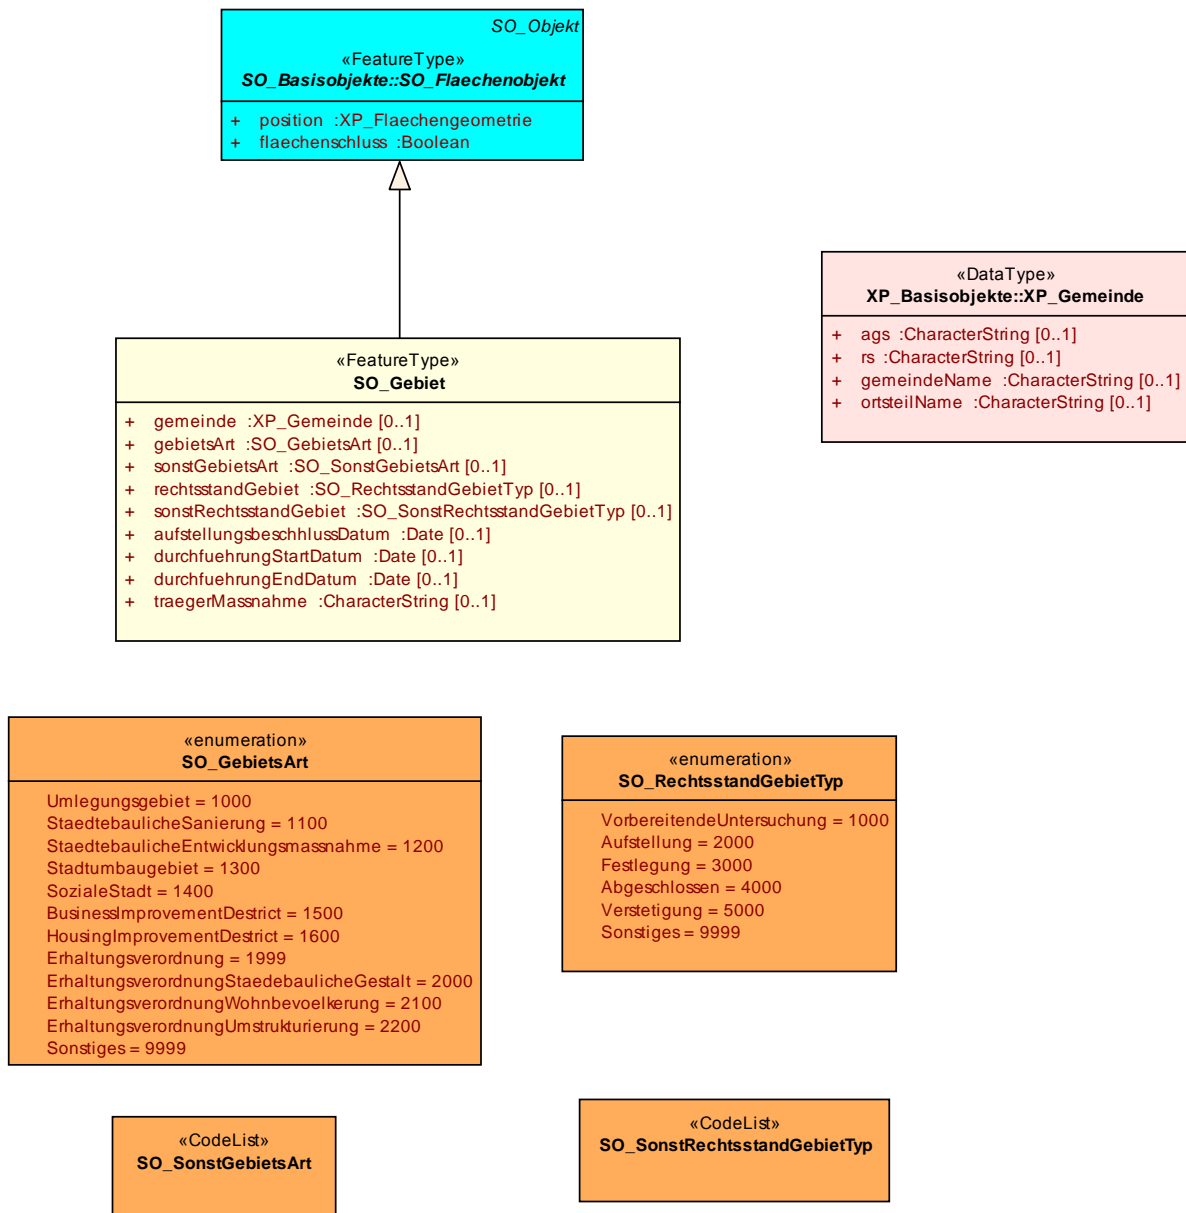 SO_Objekt
«FeatureType»
SO_Basisobjekte::SO_Flaechenobjekt
+ position :XP_Flaechengeometrie
+ flaechenschluss :Boolean
«DataType»
XP_Basisobjekte::XP_Gemeinde
+ ags :CharacterString [0..1]
+ rs :CharacterString [0..1]
+ gemeindeName :CharacterString [0..1]
+ ortsteilName :CharacterString [0..1]
«FeatureType»
SO_Gebiet
+ gemeinde :XP_Gemeinde [0..1]
+ gebietsArt :SO_GebietsArt [0..1]
+ sonstGebietsArt :SO_SonstGebietsArt [0..1]
+ rechtsstandGebiet :SO_RechtsstandGebietTyp [0..1]
+ sonstRechtsstandGebiet :SO_SonstRechtsstandGebietTyp [0..1]
+ aufstellungsbeschhlussDatum :Date [0..1]
+ durchfuehrungStartDatum :Date [0..1]
+ durchfuehrungEndDatum :Date [0..1]
+ traegerMassnahme :CharacterString [0..1]
«enumeration»
SO_GebietsArt
Umlegungsgebiet = 1000
StaedtebaulicheSanierung = 1100
StaedtebaulicheEntwicklungsmassnahme = 1200
Stadtumbaugebiet = 1300
SozialeStadt = 1400
BusinessImprovementDestrict = 1500
HousingImprovementDestrict = 1600
Erhaltungsverordnung = 1999
ErhaltungsverordnungStaedebaulicheGestalt = 2000
ErhaltungsverordnungWohnbevoelkerung = 2100
ErhaltungsverordnungUmstrukturierung = 2200
Sonstiges = 9999
«enumeration»
SO_RechtsstandGebietTyp
VorbereitendeUntersuchung = 1000
Aufstellung = 2000
Festlegung = 3000
Abgeschlossen = 4000
Verstetigung = 5000
Sonstiges = 9999
«CodeList»
SO_SonstGebietsArt
«CodeList»
SO_SonstRechtsstandGebietTyp